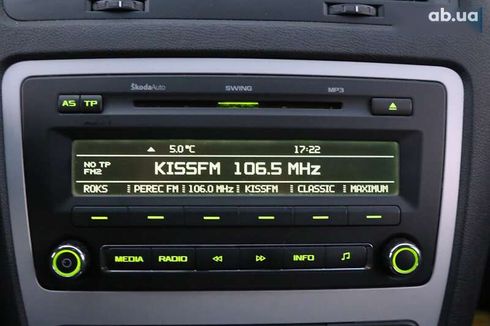 ab.ua
ŠkodaAuto SWING MP3
AS TP
5.0°C 17:22
NO TP
FM2
KISSFM 106.5 MHz
ROKS PEREC FM 106.0 MHz KISSFM CLASSIC MAXIMUM
MEDIA RADIO INFO